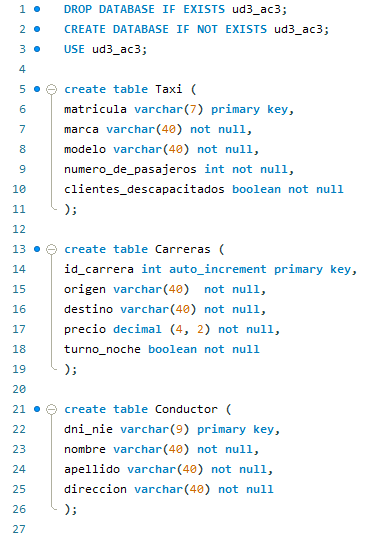 1 DROP DATABASE IF EXISTS ud3_ac3;
2 CREATE DATABASE IF NOT EXISTS ud3_ac3;
3 USE ud3_ac3;
4
5 create table Taxi (
6 matricula varchar(7) primary key,
7 marca varchar(40) not null,
8 modelo varchar(40) not null,
9 numero_de_pasajeros int not null,
10 clientes_descapacitados boolean not null
11 );
12
13 create table Carreras (
14 id_carrera int auto_increment primary key,
15 origen varchar(40)  not null,
16 destino varchar(40) not null,
17 precio decimal (4, 2) not null,
18 turno_noche boolean not null
19 );
20
21 create table Conductor (
22 dni_nie varchar(9) primary key,
23 nombre varchar(40) not null,
24 apellido varchar(40) not null,
25 direccion varchar(40) not null
26 );
27